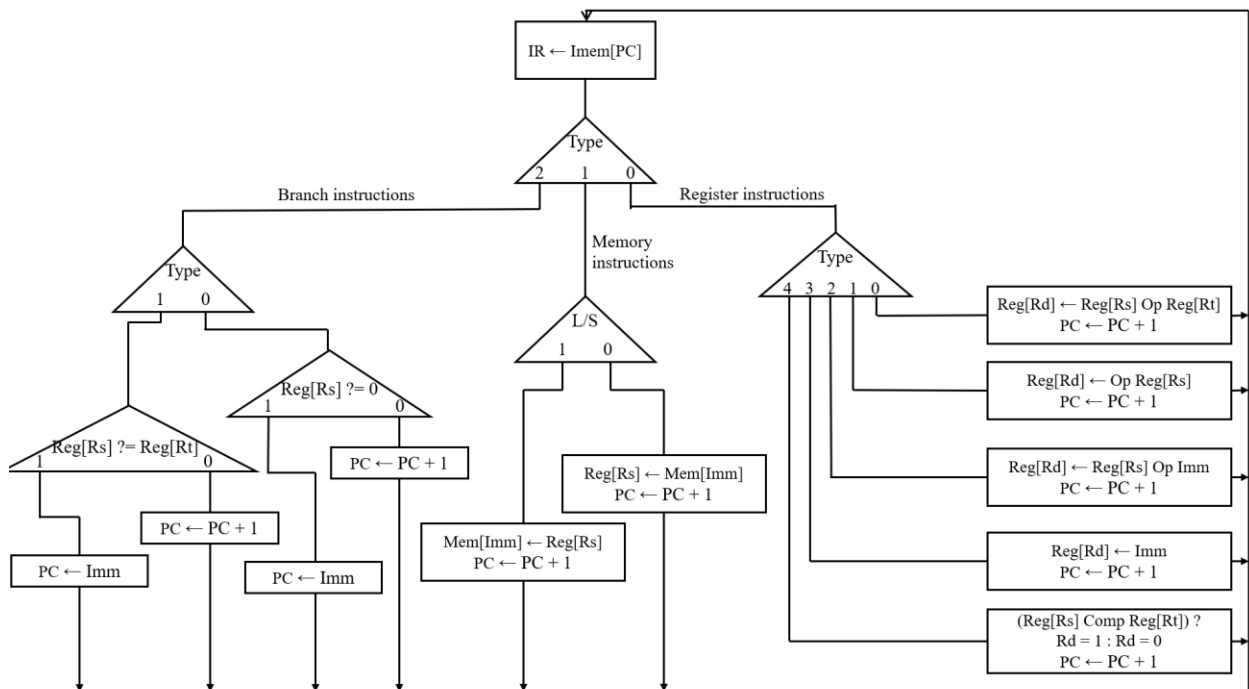 IR ← Imem[PC]
Type
2 1 0
Branch instructions
Register instructions
Memory
instructions
Type
1 0
Type
4 3 2 1 0
L/S
1 0
Reg[Rs] ?= 0
1 0
Reg[Rs] ?= Reg[Rt]
1 0
PC ← PC + 1
PC ← Imm
PC ← PC + 1
PC ← Imm
Reg[Rs] ← Mem[Imm]
PC ← PC + 1
Mem[Imm] ← Reg[Rs]
PC ← PC + 1
Reg[Rd] ← Reg[Rs] Op Reg[Rt]
PC ← PC + 1
Reg[Rd] ← Op Reg[Rs]
PC ← PC + 1
Reg[Rd] ← Reg[Rs] Op Imm
PC ← PC + 1
Reg[Rd] ← Imm
PC ← PC + 1
(Reg[Rs] Comp Reg[Rt]) ?
Rd = 1 : Rd = 0
PC ← PC + 1